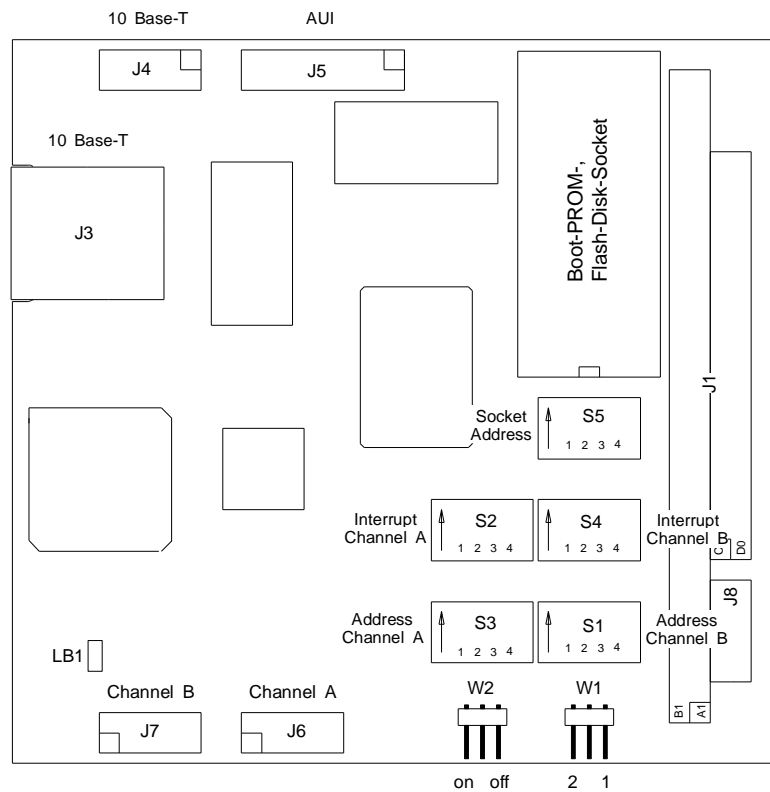 10 Base-T
AUI
J4
J5
10 Base-T
J3
Boot-PROM-,
Flash-Disk-Socket
J1
Socket
Address
S5
1 2 3 4
Interrupt
Channel A
S2
1 2 3 4
S4
1 2 3 4
Interrupt
Channel B
C
D0
Address
Channel A
S3
1 2 3 4
S1
1 2 3 4
Address
Channel B
J8
LB1
Channel B
Channel A
W2
W1
B1
A1
J7
J6
on off
2 1